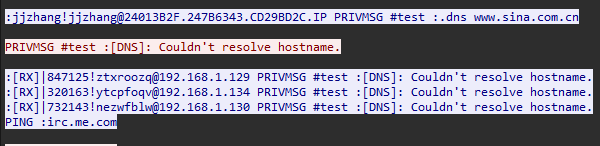 :jjzhang!jjzhang@24013B2F.247B6343.CD29BD2C.IP PRIVMSG #test :.dns www.sina.com.cn
PRIVMSG #test :[DNS]: Couldn't resolve hostname.
:[RX]|847125!ztxroozq@192.168.1.129 PRIVMSG #test :[DNS]: Couldn't resolve hostname.
:[RX]|320163!ytcpfoqv@192.168.1.134 PRIVMSG #test :[DNS]: Couldn't resolve hostname.
:[RX]|732143!nezwfblw@192.168.1.130 PRIVMSG #test :[DNS]: Couldn't resolve hostname.
PING :irc.me.com